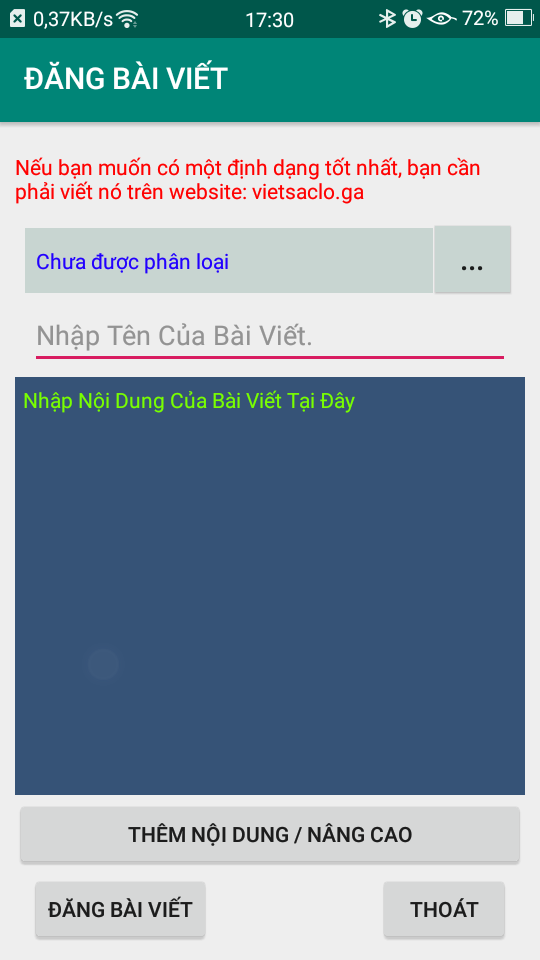 0,37KB/s 17:30 72%
ĐĂNG BÀI VIẾT
Nếu bạn muốn có một định dạng tốt nhất, bạn cần
phải viết nó trên website: vietsaclo.ga
Chưa được phân loại ...
Nhập Tên Của Bài Viết.
Nhập Nội Dung Của Bài Viết Tại Đây
THÊM NỘI DUNG / NÂNG CAO
ĐĂNG BÀI VIẾT THOÁT